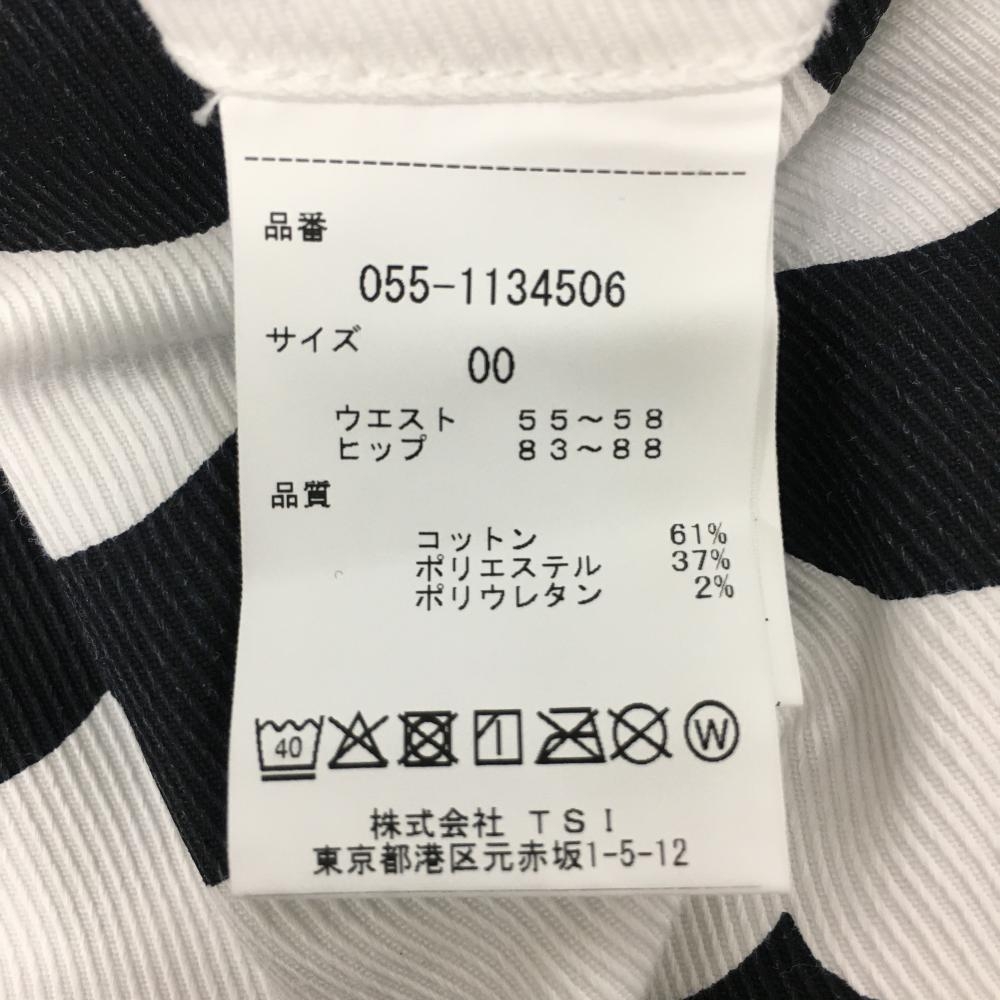 品番
055-1134506
サイズ
00
ウエスト 55～58
ヒップ 83～88
品質
コットン 61%
ポリエステル 37%
ポリウレタン 2%
40 W
株式会社 TSI
東京都港区元赤坂1-5-12